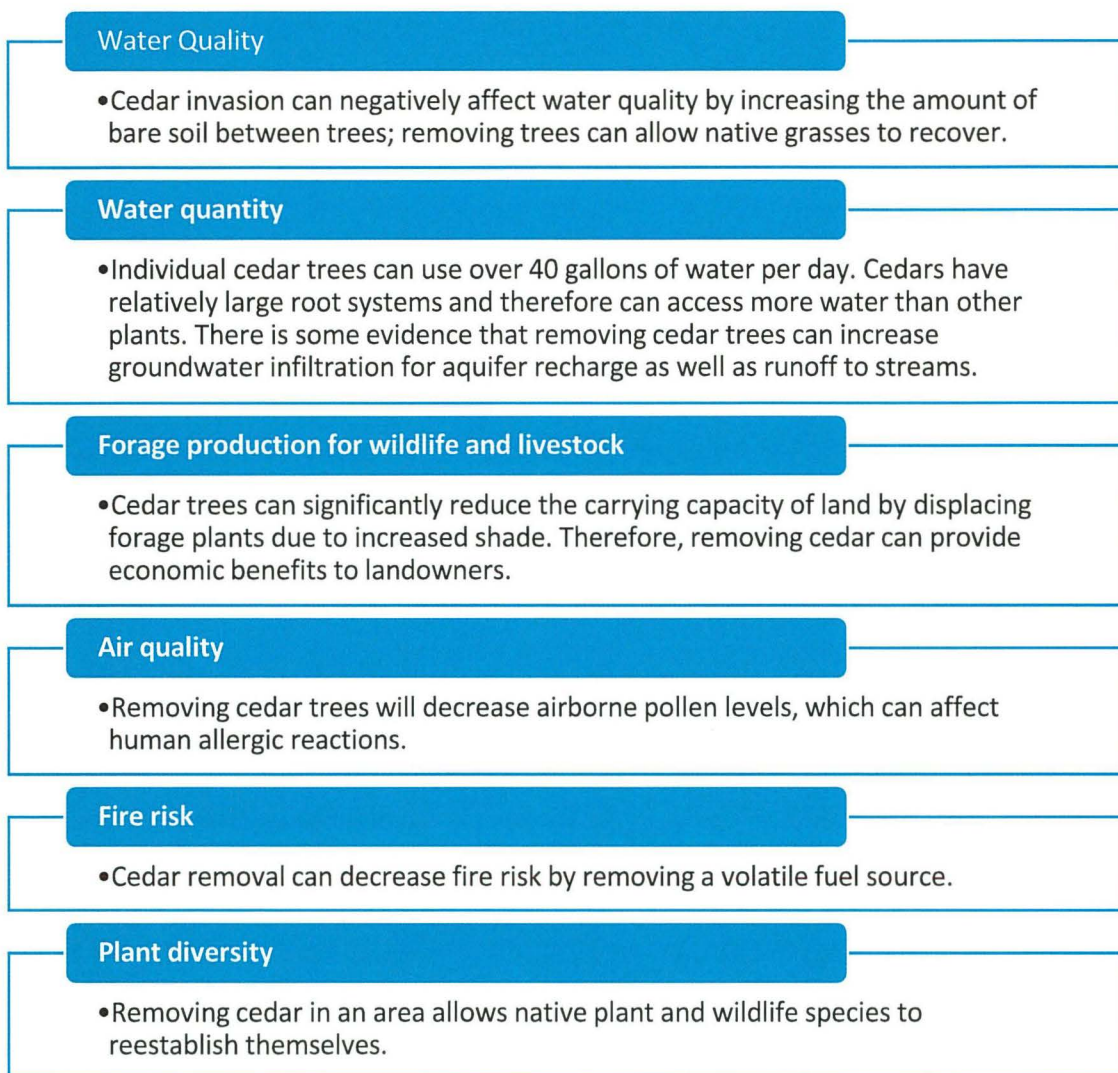 Water Quality
•Cedar invasion can negatively affect water quality by increasing the amount of
bare soil between trees; removing trees can allow native grasses to recover.
Water quantity
•Individual cedar trees can use over 40 gallons of water per day. Cedars have
relatively large root systems and therefore can access more water than other
plants. There is some evidence that removing cedar trees can increase
groundwater infiltration for aquifer recharge as well as runoff to streams.
Forage production for wildlife and livestock
•Cedar trees can significantly reduce the carrying capacity of land by displacing
forage plants due to increased shade. Therefore, removing cedar can provide
economic benefits to landowners.
Air quality
•Removing cedar trees will decrease airborne pollen levels, which can affect
human allergic reactions.
Fire risk
•Cedar removal can decrease fire risk by removing a volatile fuel source.
Plant diversity
•Removing cedar in an area allows native plant and wildlife species to
reestablish themselves.